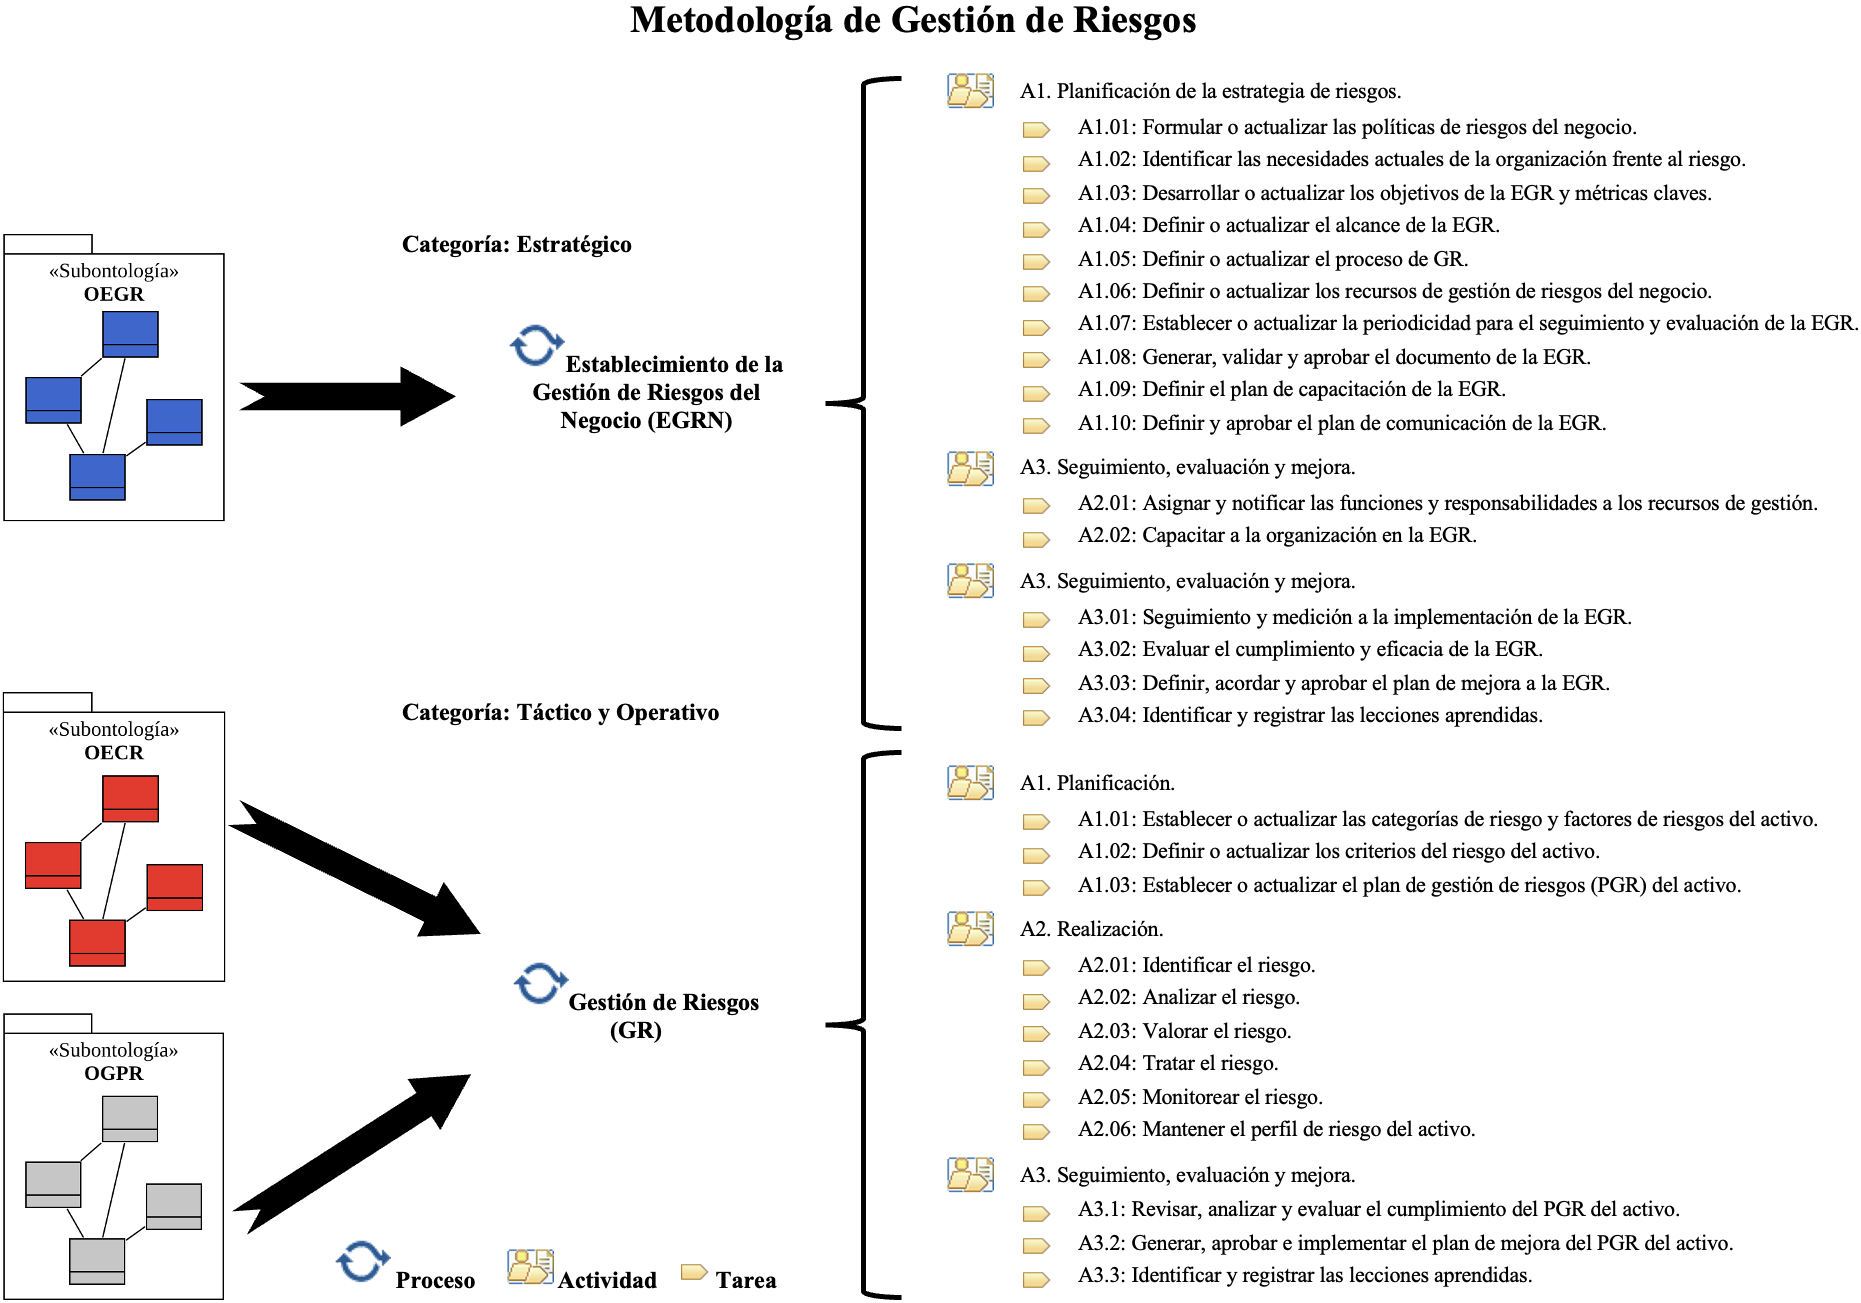 Metodología de Gestión de Riesgos
«Subontología»
OEGR
Categoría: Estratégico
Establecimiento de la
Gestión de Riesgos del
Negocio (EGRN)
A1. Planificación de la estrategia de riesgos.
A1.01: Formular o actualizar las políticas de riesgos del negocio.
A1.02: Identificar las necesidades actuales de la organización frente al riesgo.
A1.03: Desarrollar o actualizar los objetivos de la EGR y métricas claves.
A1.04: Definir o actualizar el alcance de la EGR.
A1.05: Definir o actualizar el proceso de GR.
A1.06: Definir o actualizar los recursos de gestión de riesgos del negocio.
A1.07: Establecer o actualizar la periodicidad para el seguimiento y evaluación de la EGR.
A1.08: Generar, validar y aprobar el documento de la EGR.
A1.09: Definir el plan de capacitación de la EGR.
A1.10: Definir y aprobar el plan de comunicación de la EGR.
A3. Seguimiento, evaluación y mejora.
A2.01: Asignar y notificar las funciones y responsabilidades a los recursos de gestión.
A2.02: Capacitar a la organización en la EGR.
A3. Seguimiento, evaluación y mejora.
A3.01: Seguimiento y medición a la implementación de la EGR.
A3.02: Evaluar el cumplimiento y eficacia de la EGR.
A3.03: Definir, acordar y aprobar el plan de mejora a la EGR.
A3.04: Identificar y registrar las lecciones aprendidas.
«Subontología»
OECR
Categoría: Táctico y Operativo
«Subontología»
OGPR
Gestión de Riesgos
(GR)
A1. Planificación.
A1.01: Establecer o actualizar las categorías de riesgo y factores de riesgos del activo.
A1.02: Definir o actualizar los criterios del riesgo del activo.
A1.03: Establecer o actualizar el plan de gestión de riesgos (PGR) del activo.
A2. Realización.
A2.01: Identificar el riesgo.
A2.02: Analizar el riesgo.
A2.03: Valorar el riesgo.
A2.04: Tratar el riesgo.
A2.05: Monitorear el riesgo.
A2.06: Mantener el perfil de riesgo del activo.
A3. Seguimiento, evaluación y mejora.
A3.1: Revisar, analizar y evaluar el cumplimiento del PGR del activo.
A3.2: Generar, aprobar e implementar el plan de mejora del PGR del activo.
A3.3: Identificar y registrar las lecciones aprendidas.
Proceso
Actividad
Tarea